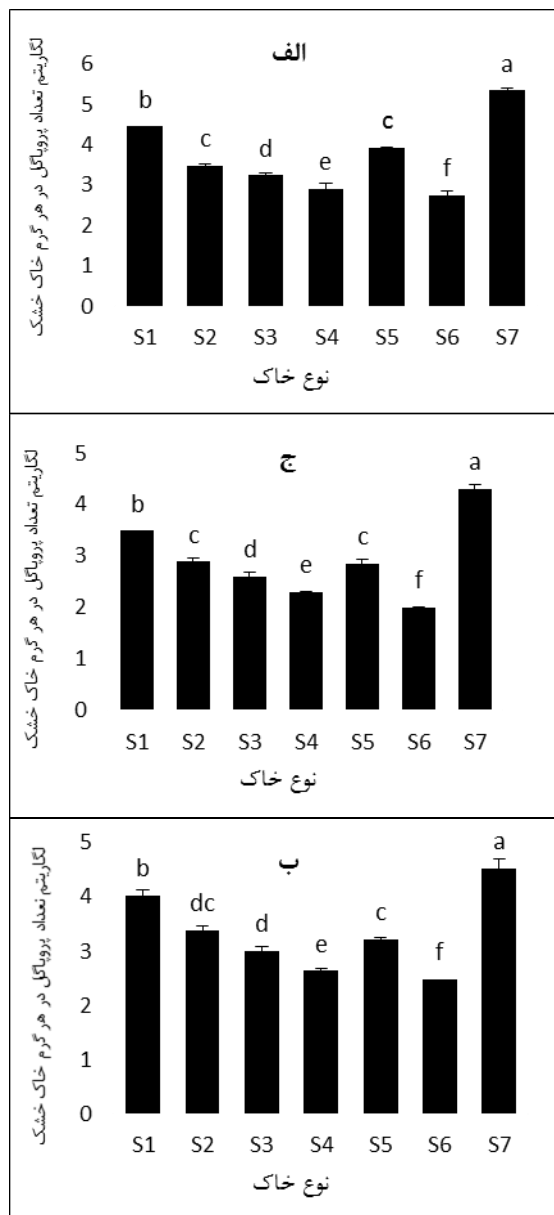 الف
لگاریتم تعداد پروپاگل در هر گرم خاک خشک
6
5
4
3
2
1
0
b
c
d
e
c
f
a
S1 S2 S3 S4 S5 S6 S7
نوع خاک
ج
لگاریتم تعداد پروپاگل در هر گرم خاک خشک
5
4
3
2
1
0
b
c
d
e
c
f
a
S1 S2 S3 S4 S5 S6 S7
نوع خاک
ب
لگاریتم تعداد پروپاگل در هر گرم خاک خشک
5
4
3
2
1
0
b
dc
d
e
c
f
a
S1 S2 S3 S4 S5 S6 S7
نوع خاک